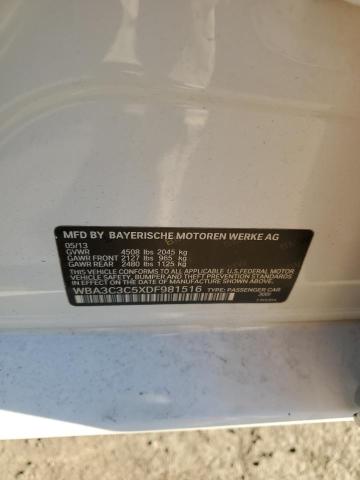 MFD BY BAYERISCHE MOTOREN WERKE AG
05/13
GVWR 4508 lbs 2045 kg
GAWR FRONT 2127 lbs 965 kg
GAWR REAR 2480 lbs 1125 kg
THIS VEHICLE CONFORMS TO ALL APPLICABLE U.S.FEDERAL MOTOR
VEHICLE SAFETY, BUMPER AND THEFT PREVENTION STANDARDS
IN EFFECT ON THE DATE OF MANUFACTURE SHOWN ABOVE.
WBA3C3C5XDF981516 TYPE: PASSENGER CAR